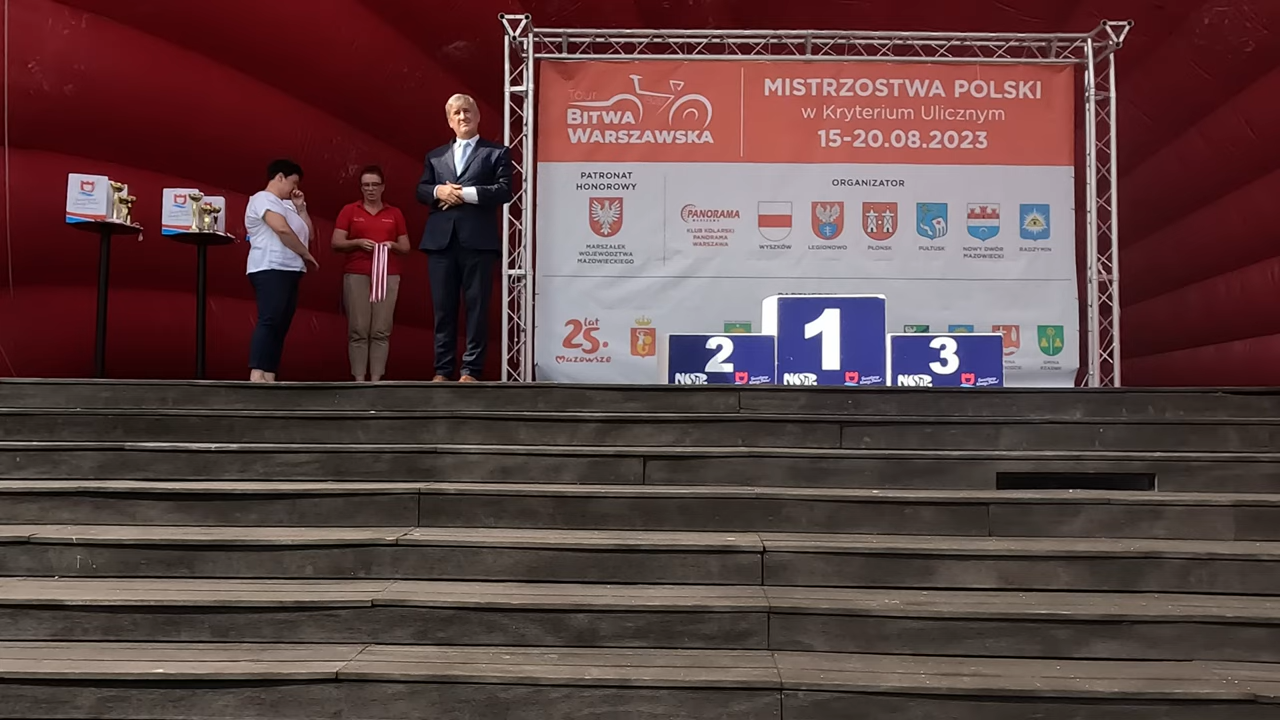 Tour
BITWA
WARSZAWSKA
MISTRZOSTWA POLSKI
w Kryterium Ulicznym
15-20.08.2023
PATRONAT
HONOROWY
MARSZAŁEK
WOJEWÓDZTWA
MAZOWIECKIEGO
ORGANIZATOR
PANORAMA
WARSZAWA
KLUB KOLARSKI
PANORAMA
WARSZAWA
WYSZKÓW
LEGIONOWO
PŁOŃSK
PUŁTUSK
NOWY DWÓR
MAZOWIECKI
RADZYMIN
25 lat
Mazowsze
2
1
3